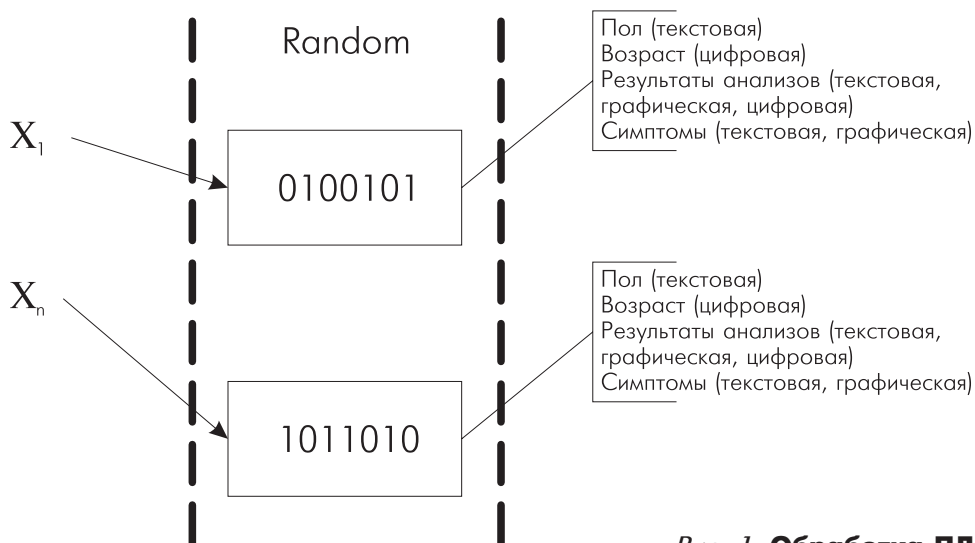 Random
X₁
0100101
Пол (текстовая)
Возраст (цифровая)
Результаты анализов (текстовая,
графическая, цифровая)
Симптомы (текстовая, графическая)
Xₙ
1011010
Пол (текстовая)
Возраст (цифровая)
Результаты анализов (текстовая,
графическая, цифровая)
Симптомы (текстовая, графическая)